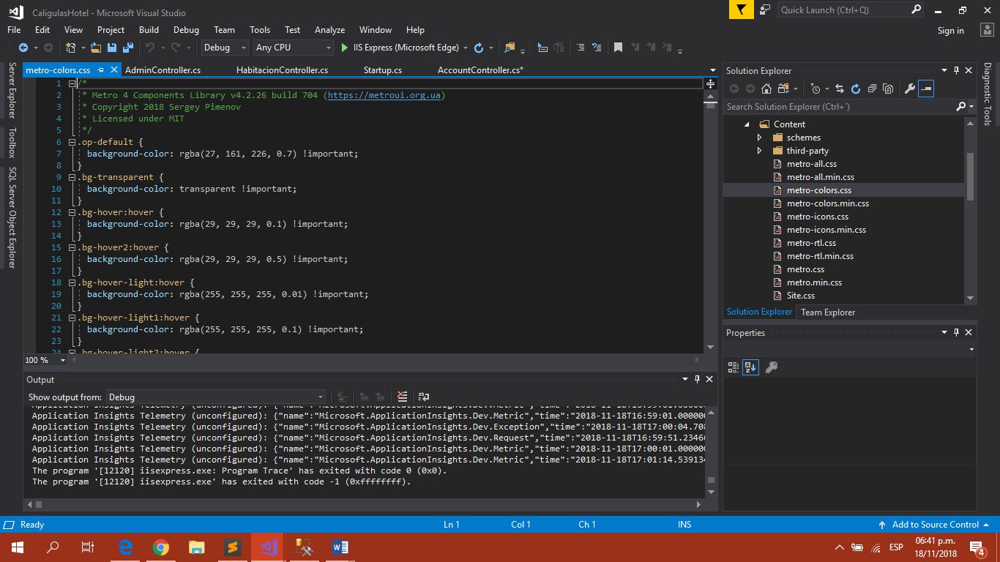 CaligulasHotel - Microsoft Visual Studio
Quick Launch (Ctrl+Q)
File Edit View Project Build Debug Team Tools Test Analyze Window Help
Sign in
Debug Any CPU IIS Express (Microsoft Edge)
Server Explorer
Toolbox
SQL Server Object Explorer
metro-colors.css AdminController.cs HabitacionController.cs Startup.cs AccountController.cs*
1 /*
2 * Metro 4 Components Library v4.2.26 build 704 (https://metroui.org.ua)
3 * Copyright 2018 Sergey Pimenov
4 * Licensed under MIT
5 */
6 .op-default {
7 background-color: rgba(27, 161, 226, 0.7) !important;
8 }
9 .bg-transparent {
10 background-color: transparent !important;
11 }
12 .bg-hover:hover {
13 background-color: rgba(29, 29, 29, 0.1) !important;
14 }
15 .bg-hover2:hover {
16 background-color: rgba(29, 29, 29, 0.5) !important;
17 }
18 .bg-hover-light:hover {
19 background-color: rgba(255, 255, 255, 0.01) !important;
20 }
21 .bg-hover-light1:hover {
22 background-color: rgba(255, 255, 255, 0.1) !important;
23 }
24 .bg-hover-light2:hover {
100 %
Output
Show output from: Debug
Application Insights Telemetry (unconfigured): {"name":"Microsoft.ApplicationInsights.Dev.Metric","time":"2018-11-18T16:59:01.000000
Application Insights Telemetry (unconfigured): {"name":"Microsoft.ApplicationInsights.Dev.Metric","time":"2018-11-18T16:59:01.000000
Application Insights Telemetry (unconfigured): {"name":"Microsoft.ApplicationInsights.Dev.Exception","time":"2018-11-18T17:00:04.708
Application Insights Telemetry (unconfigured): {"name":"Microsoft.ApplicationInsights.Dev.Request","time":"2018-11-18T16:59:51.23466
Application Insights Telemetry (unconfigured): {"name":"Microsoft.ApplicationInsights.Dev.Metric","time":"2018-11-18T17:00:01.000000
Application Insights Telemetry (unconfigured): {"name":"Microsoft.ApplicationInsights.Dev.Metric","time":"2018-11-18T17:01:14.539134
The program '[12120] iisexpress.exe: Program Trace' has exited with code 0 (0x0).
The program '[12120] iisexpress.exe' has exited with code -1 (0xffffffff).
Solution Explorer
Search Solution Explorer (Ctrl+´)
Content
schemes
third-party
metro-all.css
metro-all.min.css
metro-colors.css
metro-colors.min.css
metro-icons.css
metro-icons.min.css
metro-rtl.css
metro-rtl.min.css
metro.css
metro.min.css
Site.css
Solution Explorer Team Explorer
Properties
Diagnostic Tools
Ready Ln 1 Col 1 Ch 1 INS Add to Source Control
ESP
06:41 p.m.
18/11/2018
4